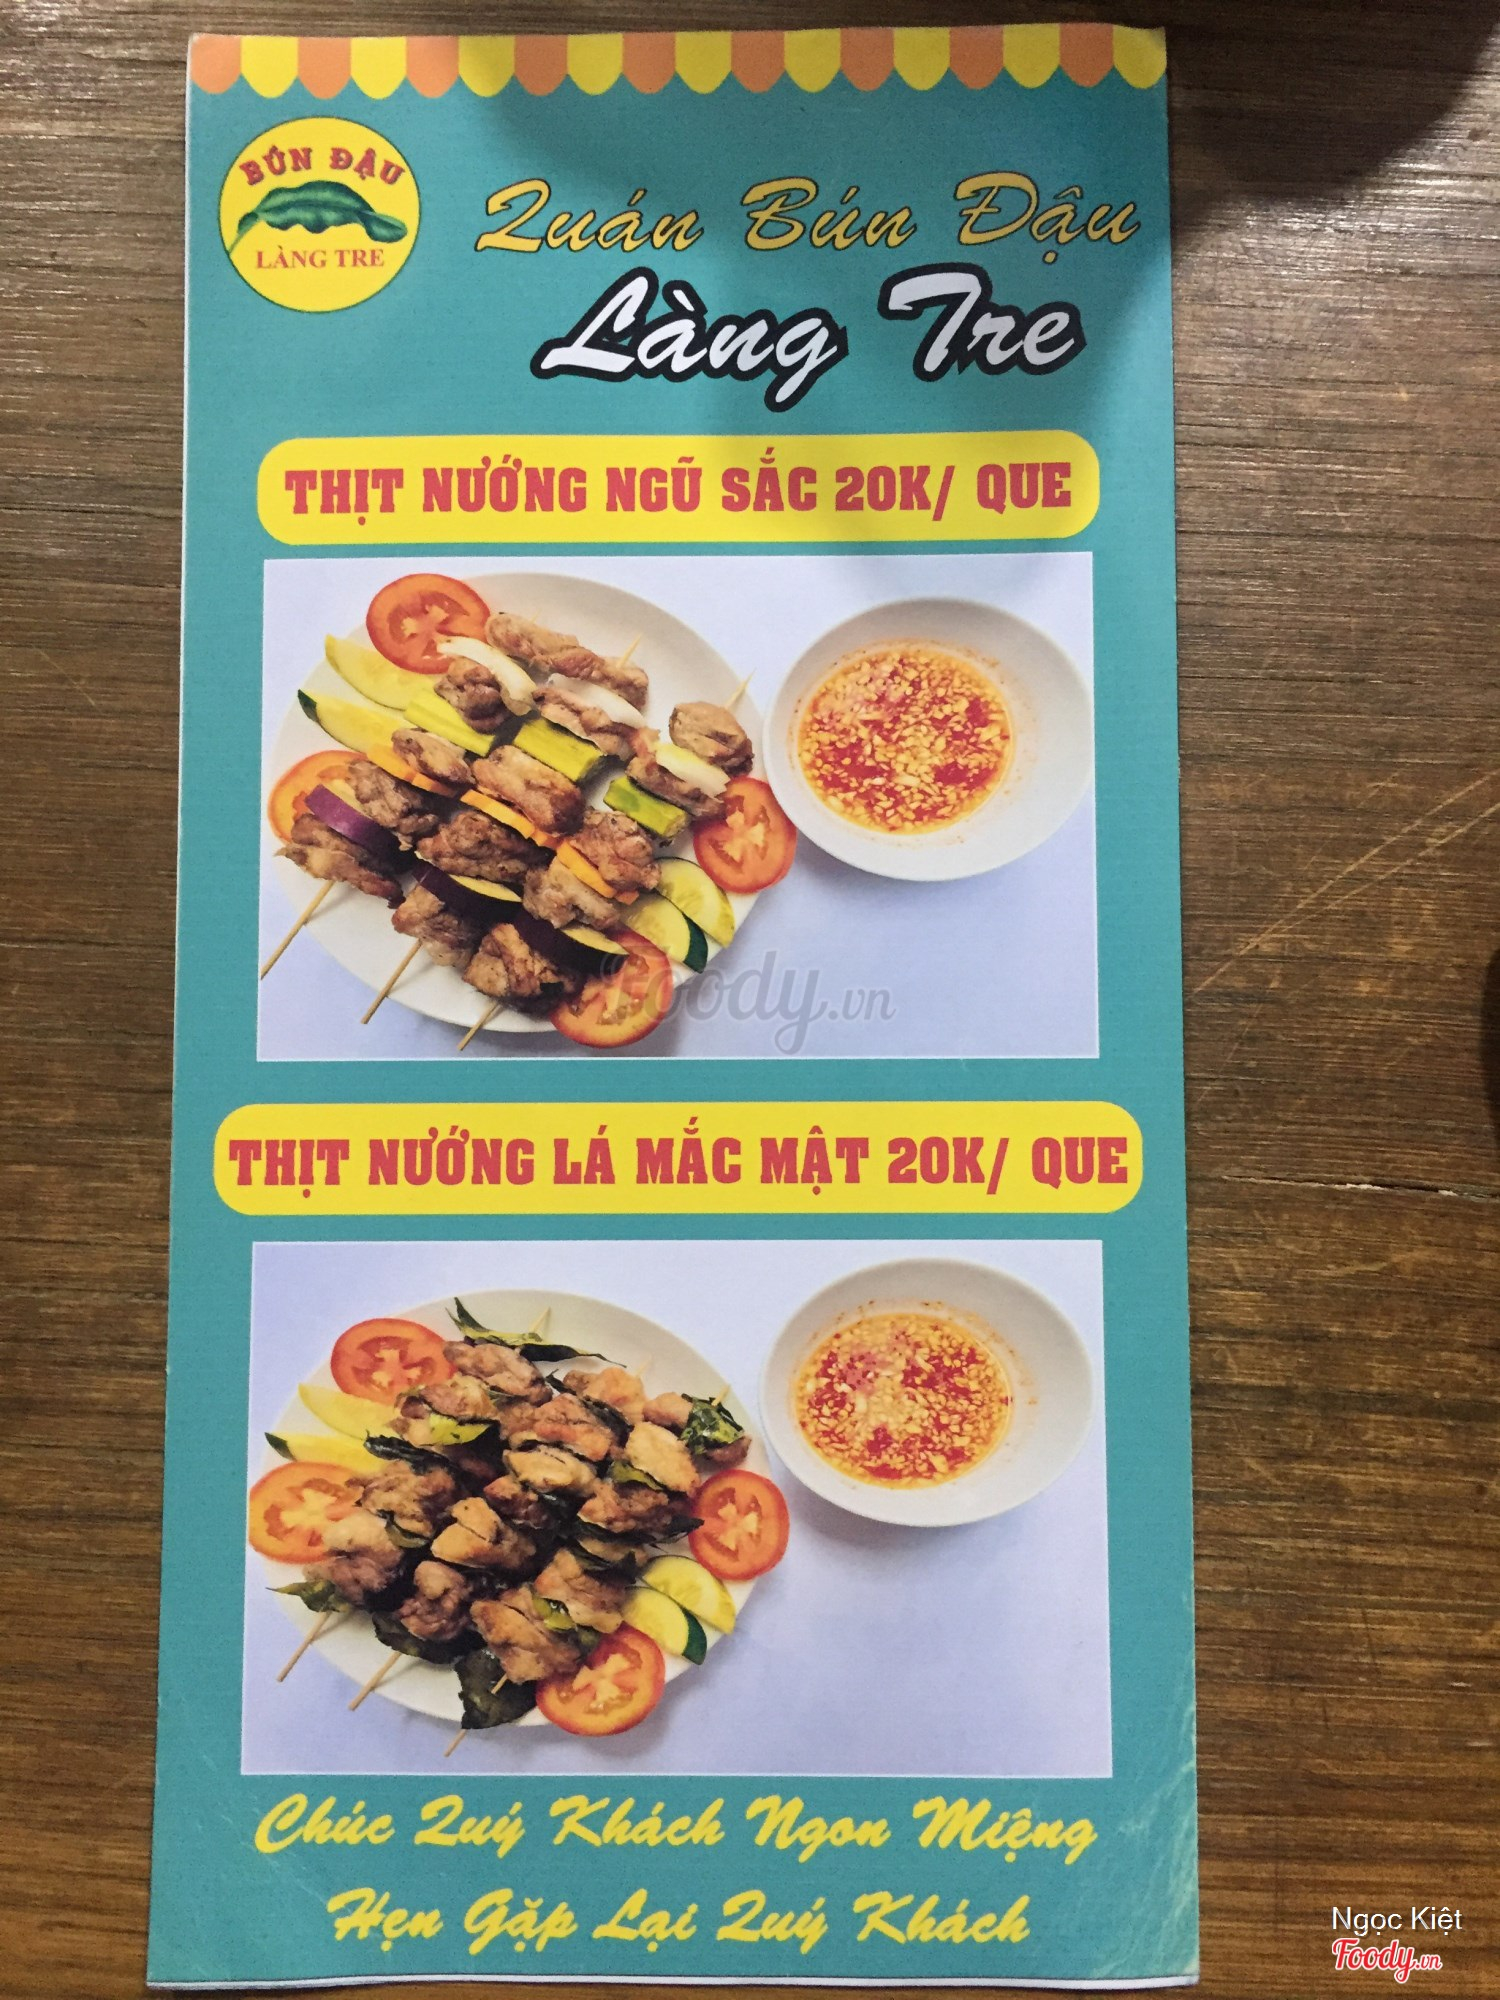 BÚN ĐẬU
LÀNG TRE
Quán Bún Đậu
Làng Tre
THỊT NƯỚNG NGŨ SẮC 20K/ QUE
Foody.vn
THỊT NƯỚNG LÁ MẮC MẬT 20K/ QUE
Chúc Quý Khách Ngon Miệng
Hẹn Gặp Lại Quý Khách
Ngọc Kiệt
Foody.vn